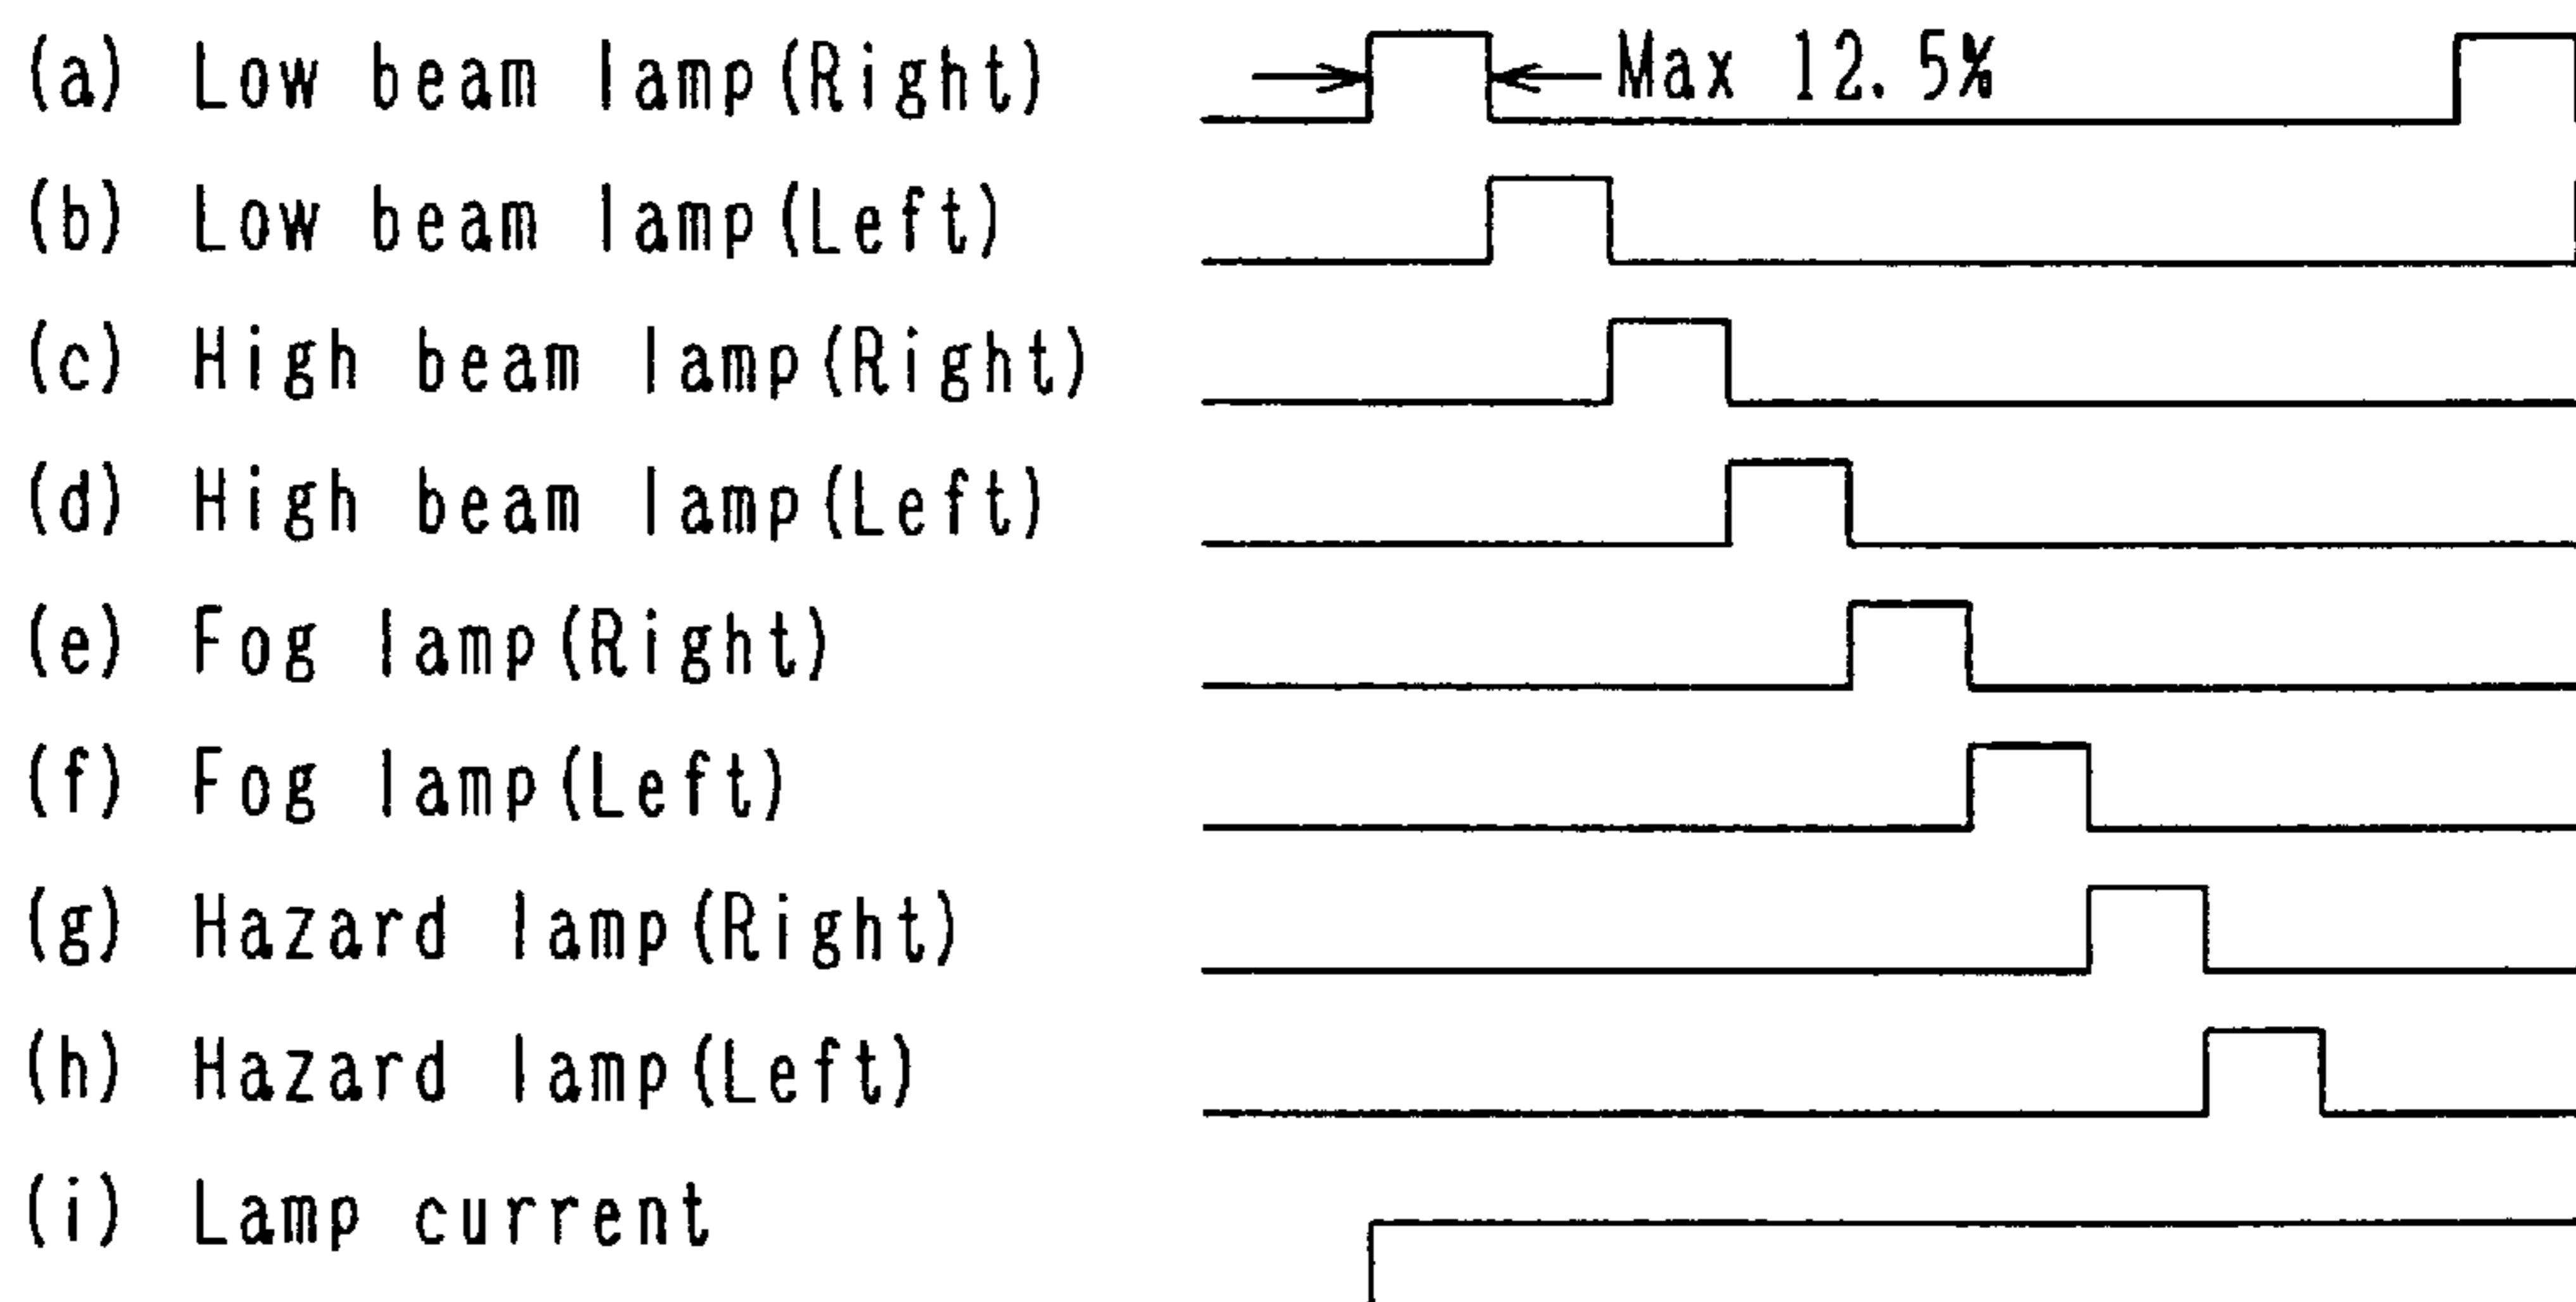 (a) Low beam lamp(Right) Max 12.5%
(b) Low beam lamp(Left)
(c) High beam lamp(Right)
(d) High beam lamp(Left)
(e) Fog lamp(Right)
(f) Fog lamp(Left)
(g) Hazard lamp(Right)
(h) Hazard lamp(Left)
(i) Lamp current